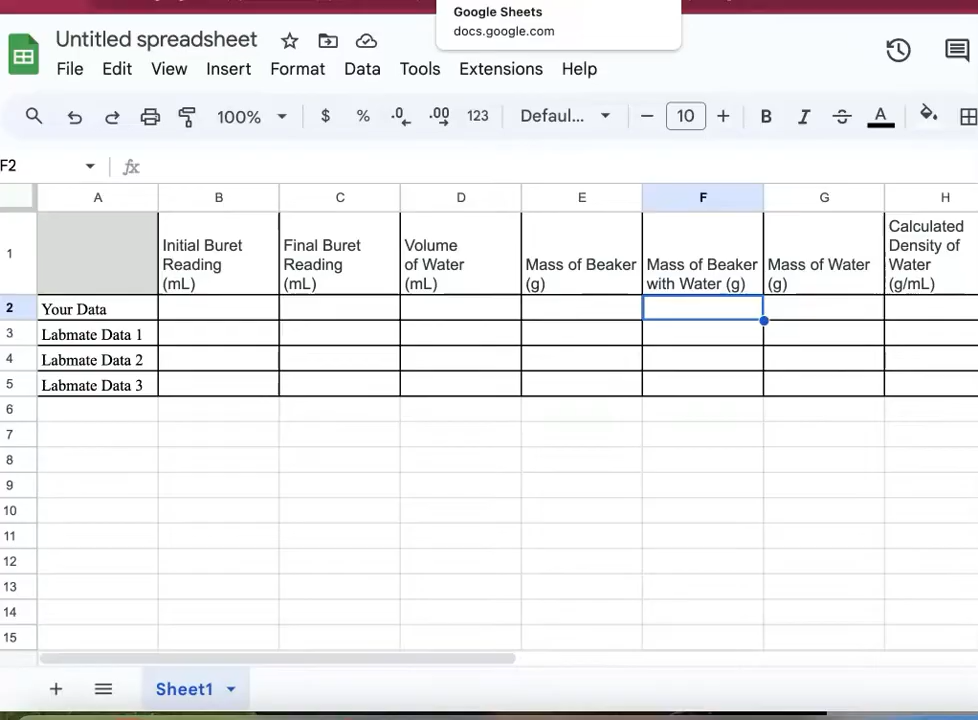 Google Sheets
docs.google.com
Untitled spreadsheet
File Edit View Insert Format Data Tools Extensions Help
100% $ % .0 .00 123 Defaul... − 10 + B I S A
F2 fx
A B C D E F G H
1
Initial Buret
Reading
(mL)
Final Buret
Reading
(mL)
Volume
of Water
(mL)
Mass of Beaker
(g)
Mass of Beaker
with Water (g)
Mass of Water
(g)
Calculated
Density of
Water
(g/mL)
2 Your Data
3 Labmate Data 1
4 Labmate Data 2
5 Labmate Data 3
6
7
8
9
10
11
12
13
14
15
+ Sheet1